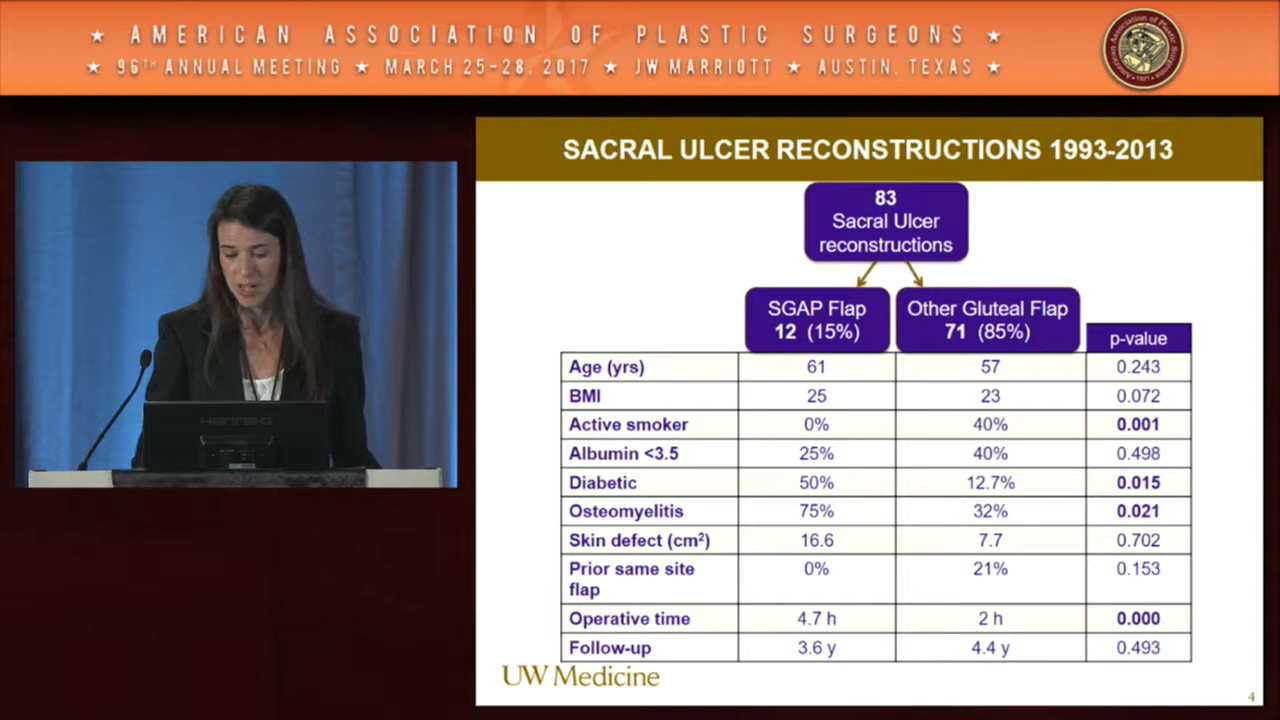 ★ AMERICAN ASSOCIATION OF PLASTIC SURGEONS ★
★ 96TH ANNUAL MEETING ★ MARCH 25-28, 2017 ★ JW MARRIOTT ★ AUSTIN, TEXAS ★
SACRAL ULCER RECONSTRUCTIONS 1993-2013
83
Sacral Ulcer
reconstructions
SGAP Flap
12 (15%)
Other Gluteal Flap
71 (85%)
p-value
Age (yrs) 61 57 0.243
BMI 25 23 0.072
Active smoker 0% 40% 0.001
Albumin <3.5 25% 40% 0.498
Diabetic 50% 12.7% 0.015
Osteomyelitis 75% 32% 0.021
Skin defect (cm²) 16.6 7.7 0.702
Prior same site 0% 21% 0.153
flap
Operative time 4.7 h 2 h 0.000
Follow-up 3.6 y 4.4 y 0.493
UW Medicine
4